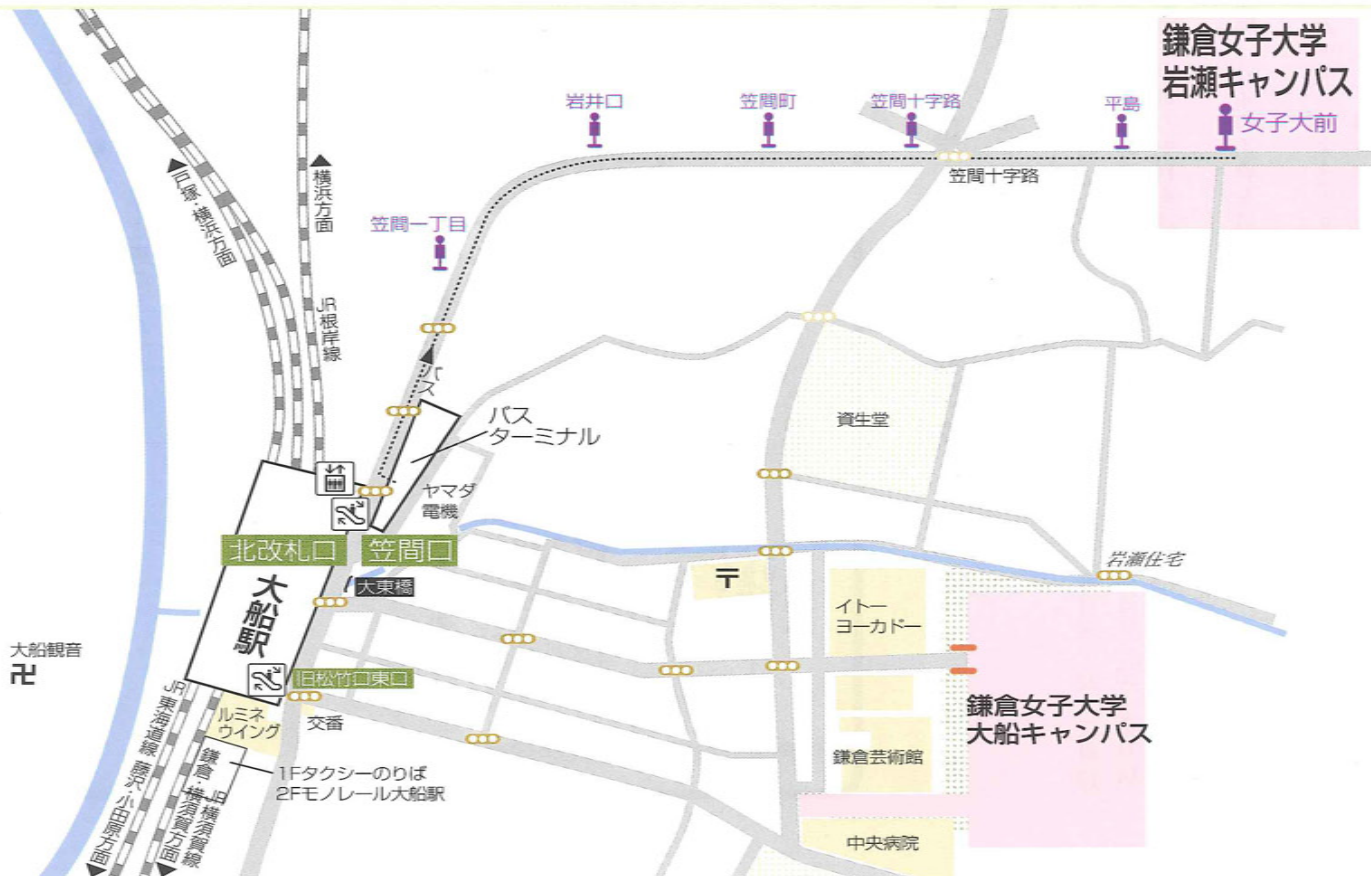 鎌倉女子大学
岩瀬キャンパス
岩井口
笠間町
笠間十字路
平島
女子大前
笠間十字路
笠間一丁目
戸塚・横浜方面
横浜方面
JR根岸線
バス
バス
ターミナル
資生堂
ヤマダ
電機
北改札口
笠間口
大東橋
大船駅
〒
岩瀬住宅
イトー
ヨーカドー
大船観音
卍
旧松竹口東口
ルミネ
ウイング
交番
鎌倉女子大学
大船キャンパス
鎌倉芸術館
1Fタクシーのりば
2Fモノレール大船駅
中央病院
JR東海道線 藤沢・小田原方面
JR横須賀線
鎌倉・横須賀方面